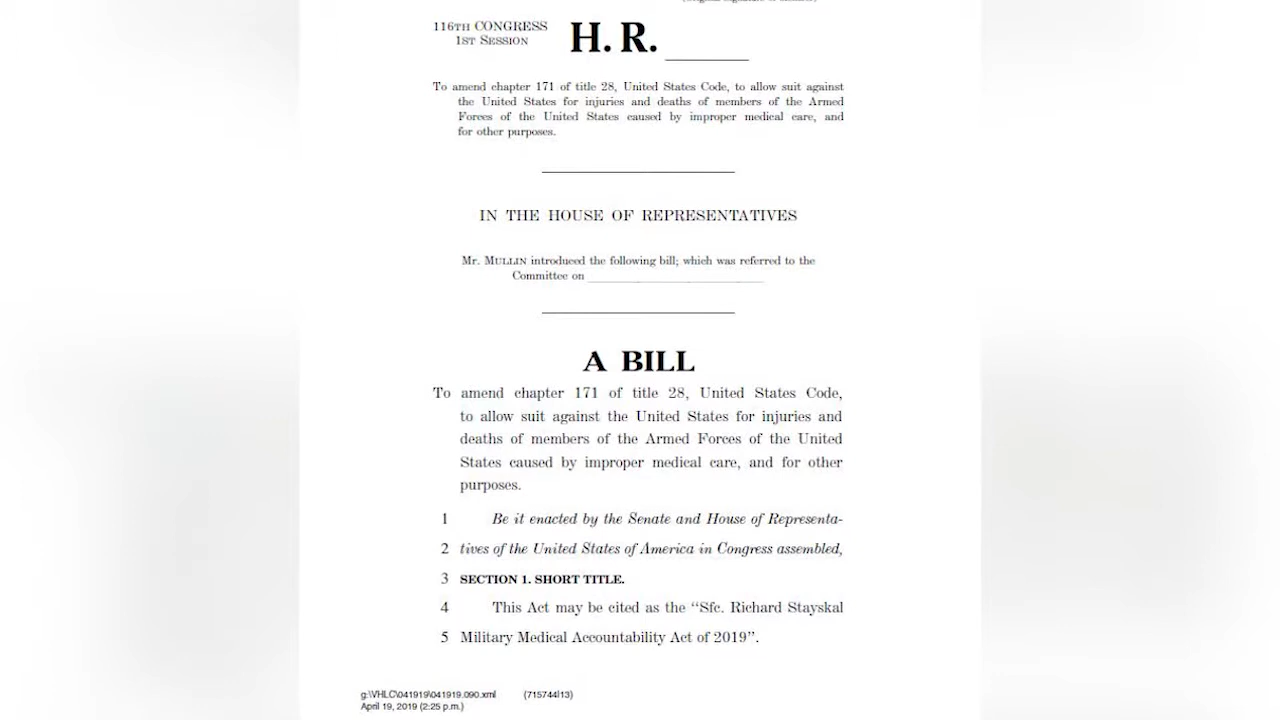 116TH CONGRESS
1ST SESSION
H. R.
To amend chapter 171 of title 28, United States Code, to allow suit against
the United States for injuries and deaths of members of the Armed
Forces of the United States caused by improper medical care, and
for other purposes.
IN THE HOUSE OF REPRESENTATIVES
Mr. MULLIN introduced the following bill; which was referred to the
Committee on
A BILL
To amend chapter 171 of title 28, United States Code,
to allow suit against the United States for injuries and
deaths of members of the Armed Forces of the United
States caused by improper medical care, and for other
purposes.
1 Be it enacted by the Senate and House of Representa-
2 tives of the United States of America in Congress assembled,
3 SECTION 1. SHORT TITLE.
4 This Act may be cited as the ‘‘Sfc. Richard Stayskal
5 Military Medical Accountability Act of 2019’’.
g:\VHLC\041919\041919.090.xml (715744|13)
April 19, 2019 (2:25 p.m.)